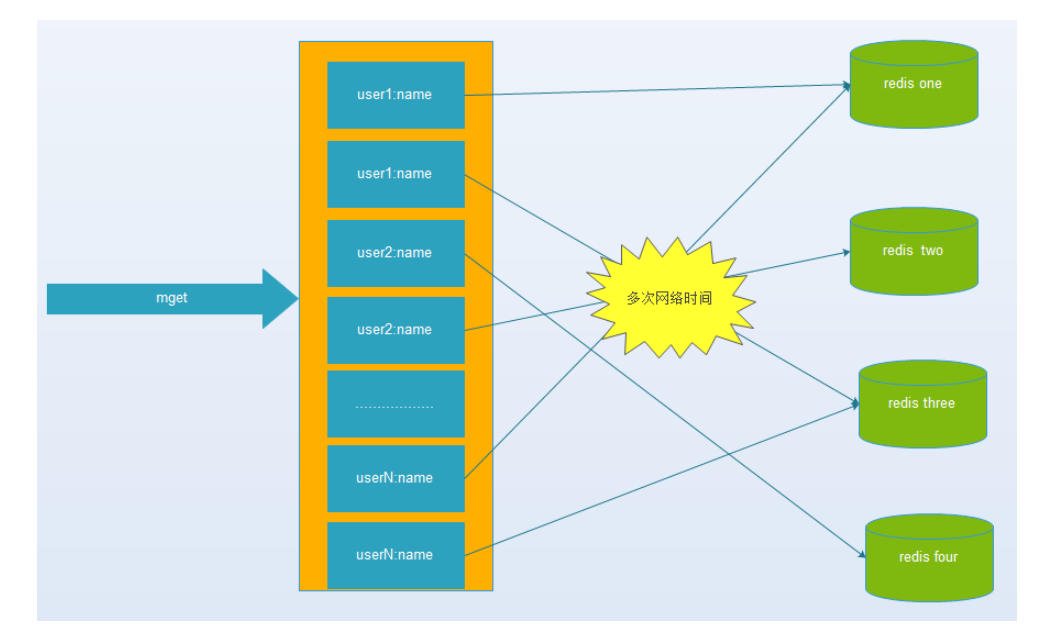 mget
user1:name
user1:name
user2:name
user2:name
..................
userN:name
userN:name
多次网络时间
redis one
redis two
redis three
redis four